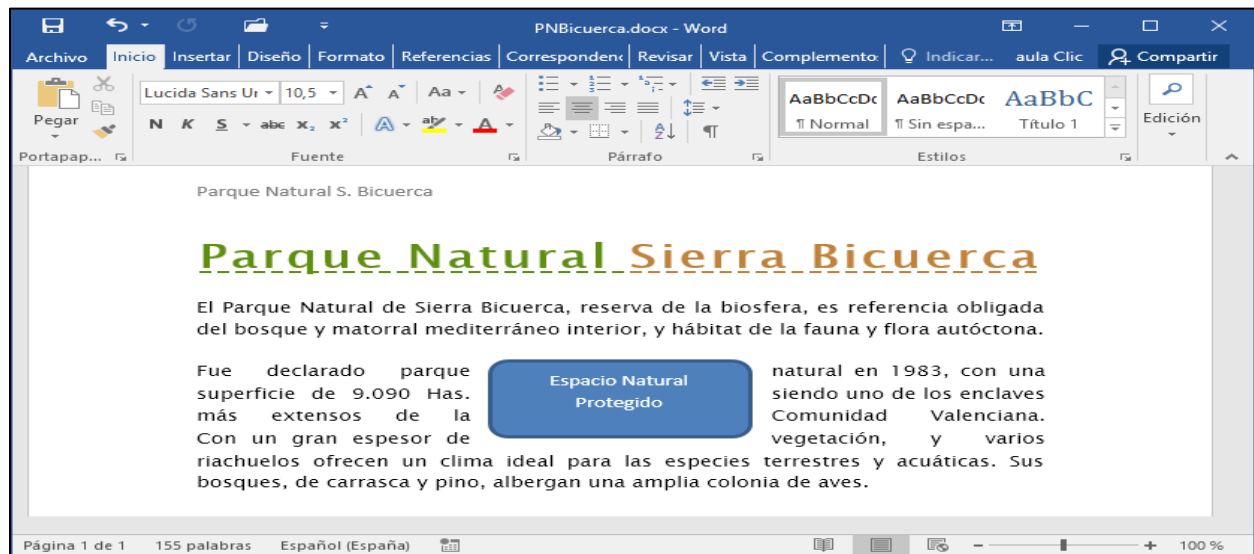 PNBicuerca.docx - Word
Archivo Inicio Insertar Diseño Formato Referencias Correspondenc Revisar Vista Complemento: Indicar... aula Clic Compartir
Pegar
Lucida Sans Ur 10,5 A A Aa
N K S abc x₂ x² A aby A
AaBbCcDc AaBbCcDc AaBbC
¶ Normal ¶ Sin espa... Título 1
Edición
Portapap... Fuente Párrafo Estilos
Parque Natural S. Bicuerca
Parque Natural Sierra Bicuerca
El Parque Natural de Sierra Bicuerca, reserva de la biosfera, es referencia obligada
del bosque y matorral mediterráneo interior, y hábitat de la fauna y flora autóctona.
Fue declarado parque natural en 1983, con una
superficie de 9.090 Has. siendo uno de los enclaves
más extensos de la Comunidad Valenciana.
Con un gran espesor de vegetación, y varios
Espacio Natural
Protegido
riachuelos ofrecen un clima ideal para las especies terrestres y acuáticas. Sus
bosques, de carrasca y pino, albergan una amplia colonia de aves.
Página 1 de 1 155 palabras Español (España) 100 %